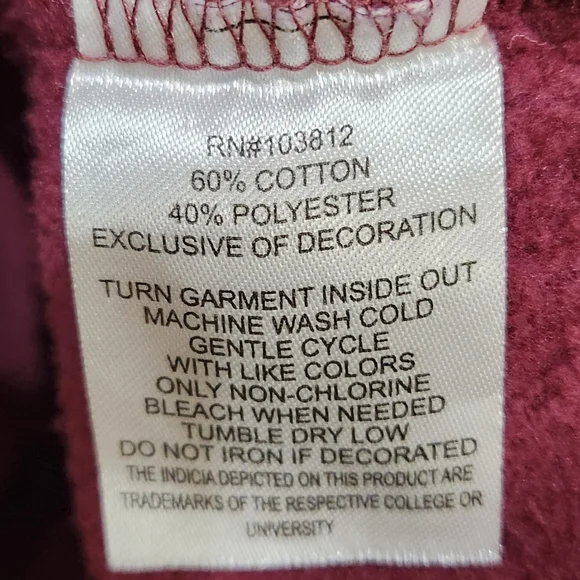 RN#103812
60% COTTON
40% POLYESTER
EXCLUSIVE OF DECORATION
TURN GARMENT INSIDE OUT
MACHINE WASH COLD
GENTLE CYCLE
WITH LIKE COLORS
ONLY NON-CHLORINE
BLEACH WHEN NEEDED
TUMBLE DRY LOW
DO NOT IRON IF DECORATED
THE INDICIA DEPICTED ON THIS PRODUCT ARE
TRADEMARKS OF THE RESPECTIVE COLLEGE OR
UNIVERSITY